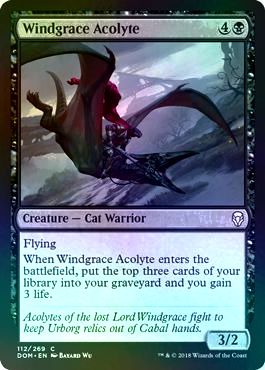 Windgrace Acolyte 4
Creature — Cat Warrior
Flying
When Windgrace Acolyte enters the
battlefield, put the top three cards of your
library into your graveyard and you gain
3 life.
Acolytes of the lost Lord Windgrace fight to
keep Urborg relics out of Cabal hands.
3/2
112/269 C
DOM • EN Bayard Wu
™ & © 2018 Wizards of the Coast